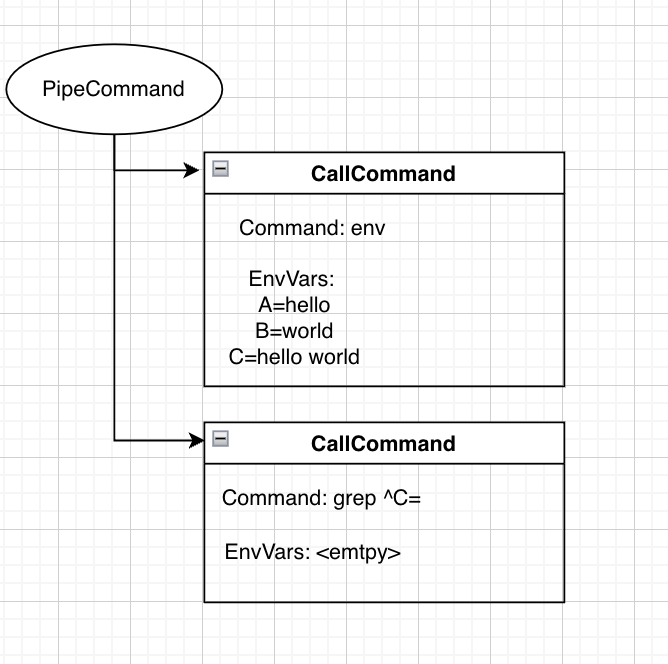 PipeCommand
CallCommand
Command: env
EnvVars:
A=hello
B=world
C=hello world
CallCommand
Command: grep ^C=
EnvVars: <emtpy>